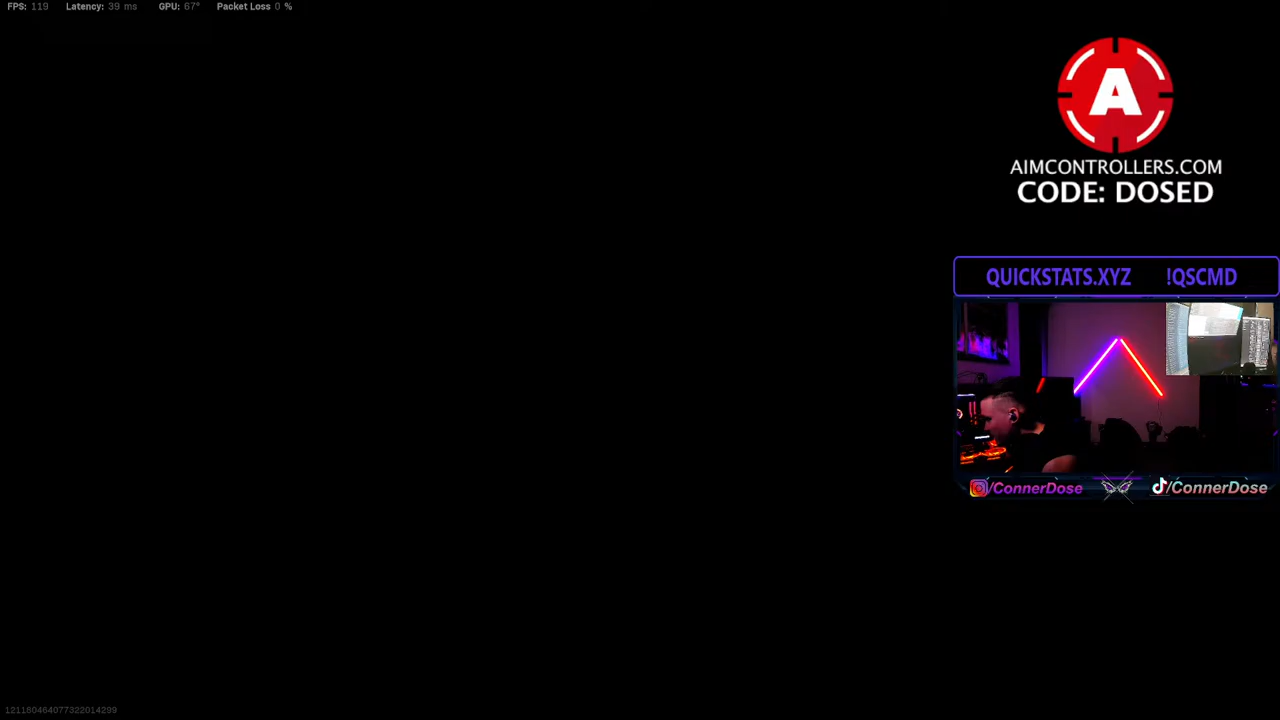 FPS: 119 Latency: 39 ms GPU: 67° Packet Loss 0 %
A
AIMCONTROLLERS.COM
CODE: DOSED
QUICKSTATS.XYZ !QSCMD
/ConnerDose /ConnerDose
121180464077322014299